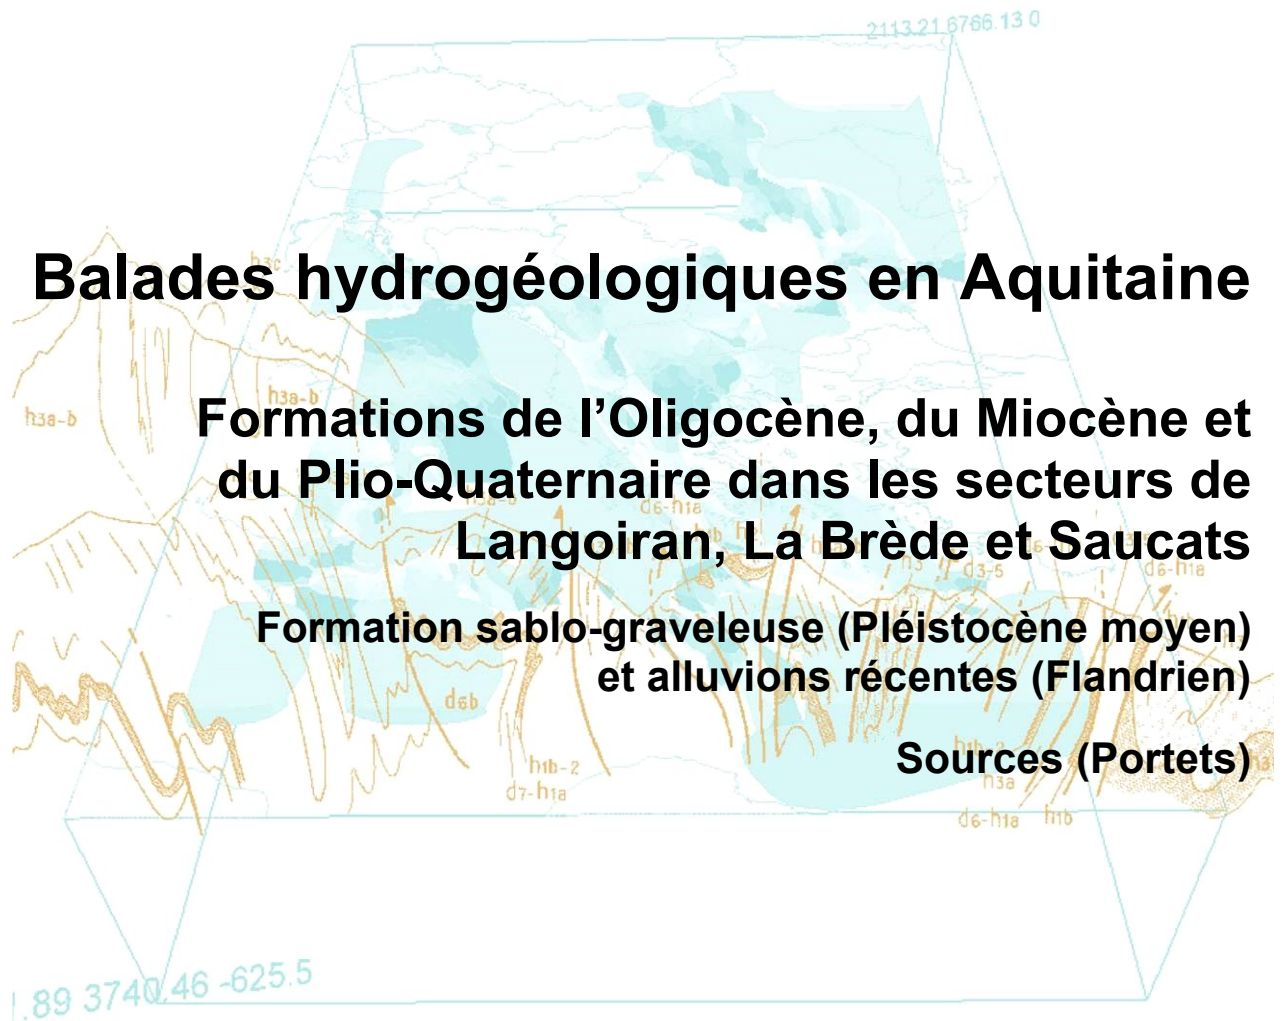 2113.21 6766.13 0
Balades hydrogéologiques en Aquitaine
h3c
h3a-b
h3a-b
Formations de l’Oligocène, du Miocène et
du Plio-Quaternaire dans les secteurs de
d6-h1a
Langoiran, La Brède et Saucats
d3-5
d6-h1a
Formation sablo-graveleuse (Pléistocène moyen)
et alluvions récentes (Flandrien)
d6b
Sources (Portets)
h1b-2
d7-h1a
h3a
d6-h1a h1b
.89 3740.46 -625.5